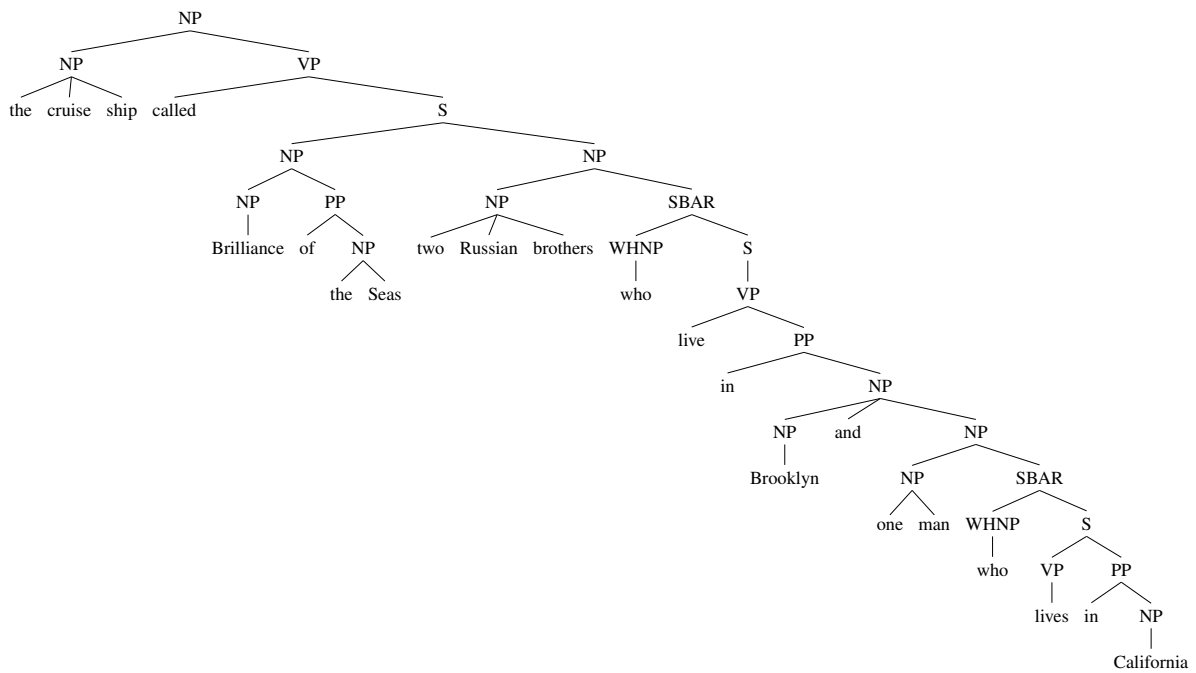 NP
NP VP
the cruise ship called S
NP NP
NP PP NP SBAR
Brilliance of NP two Russian brothers WHNP S
the Seas who VP
live PP
in NP
NP and NP
Brooklyn NP SBAR
one man WHNP S
who VP PP
lives in NP
California